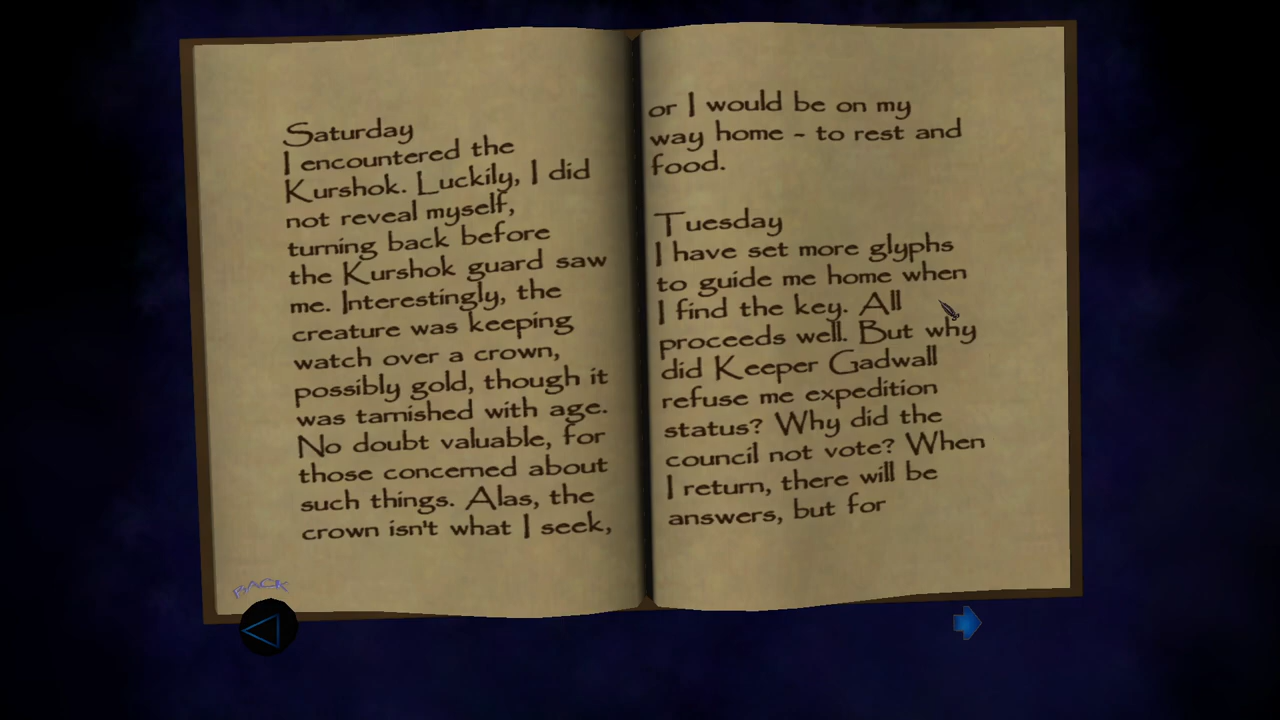 Saturday
I encountered the
Kurshok. Luckily, I did
not reveal myself,
turning back before
the Kurshok guard saw
me. Interestingly, the
creature was keeping
watch over a crown,
possibly gold, though it
was tarnished with age.
No doubt valuable, for
those concerned about
such things. Alas, the
crown isn't what I seek,
or I would be on my
way home - to rest and
food.
Tuesday
I have set more glyphs
to guide me home when
I find the key. All
proceeds well. But why
did Keeper Gadwall
refuse me expedition
status? Why did the
council not vote? When
I return, there will be
answers, but for
BACK